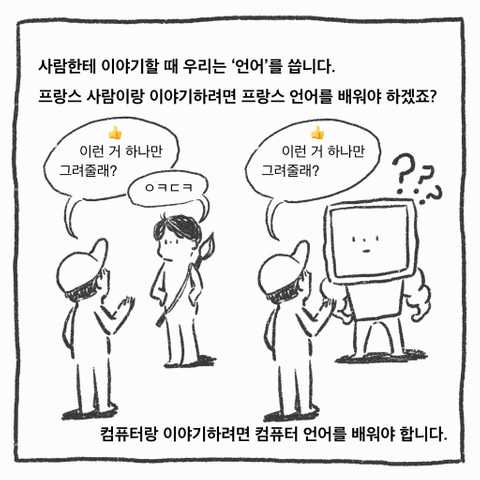 사람한테 이야기할 때 우리는 ‘언어’를 씁니다.
프랑스 사람이랑 이야기하려면 프랑스 언어를 배워야 하겠죠?
👍
이런 거 하나만
그려줄래?
ㅇㅋㄷㅋ
👍
이런 거 하나만
그려줄래?
???
컴퓨터랑 이야기하려면 컴퓨터 언어를 배워야 합니다.